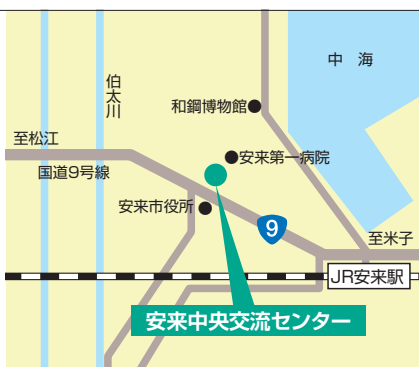 中海
伯太川
和鋼博物館
至松江
安来第一病院
国道9号線
安来市役所
9
至米子
JR安来駅
安来中央交流センター